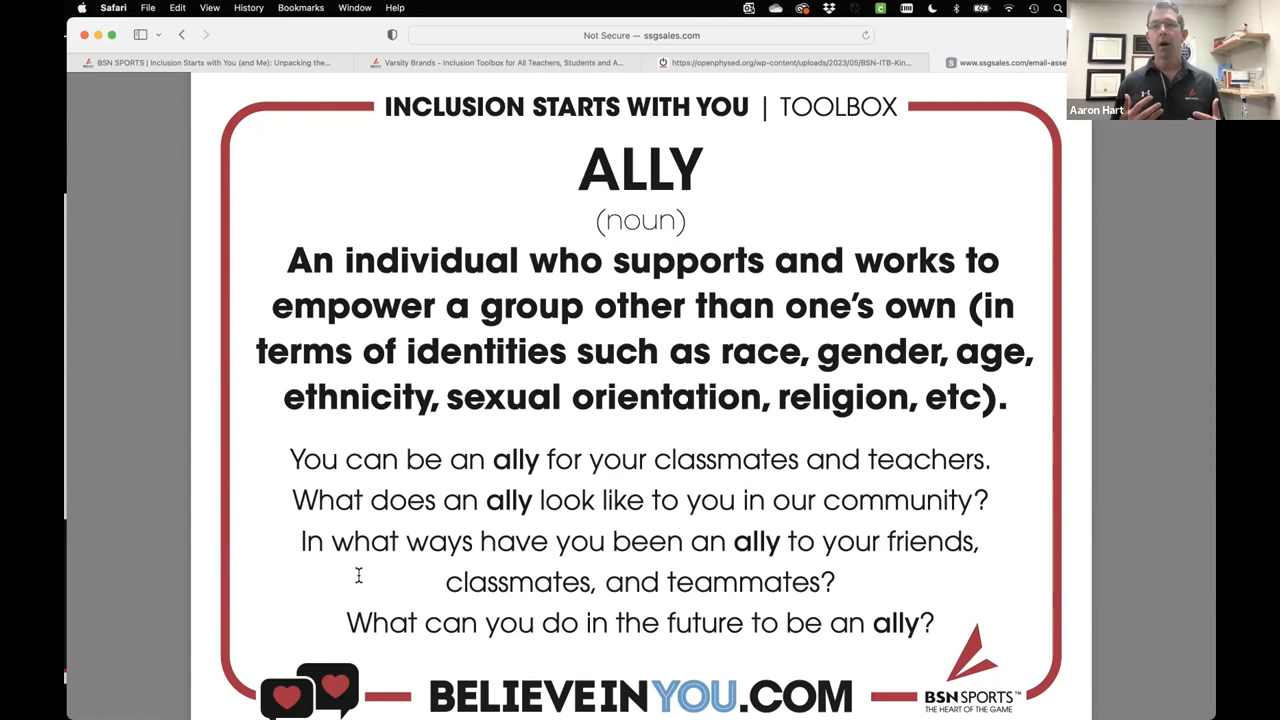 Safari File Edit View History Bookmarks Window Help
Not Secure — ssgsales.com
BSN SPORTS | Inclusion Starts with You (and Me): Unpacking the...
Varsity Brands - Inclusion Toolbox for All Teachers, Students and A...
https://openphysed.org/wp-content/uploads/2023/05/BSN-ITB-Kin...
www.ssgsales.com/email-asse
Aaron Hart
INCLUSION STARTS WITH YOU | TOOLBOX
ALLY
(noun)
An individual who supports and works to
empower a group other than one's own (in
terms of identities such as race, gender, age,
ethnicity, sexual orientation, religion, etc).
You can be an ally for your classmates and teachers.
What does an ally look like to you in our community?
In what ways have you been an ally to your friends,
classmates, and teammates?
What can you do in the future to be an ally?
BELIEVEINYOU.COM
BSN SPORTS™
THE HEART OF THE GAME